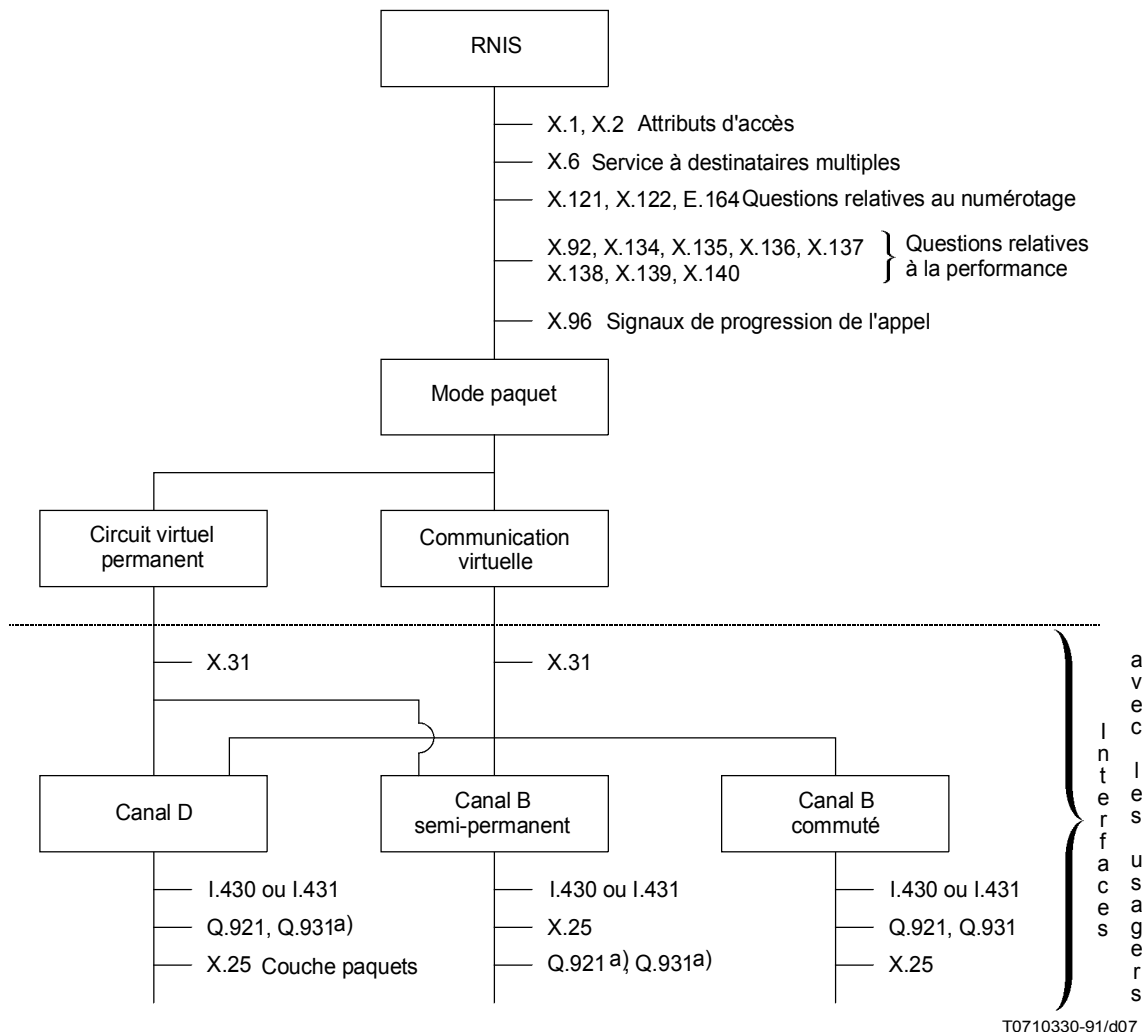 RNIS
X.1, X.2 Attributs d'accès
X.6 Service à destinataires multiples
X.121, X.122, E.164 Questions relatives au numérotage
X.92, X.134, X.135, X.136, X.137
X.138, X.139, X.140
Questions relatives
à la performance
X.96 Signaux de progression de l'appel
Mode paquet
Circuit virtuel
permanent
Communication
virtuelle
X.31
X.31
Interfaces
avec les usagers
Canal D
Canal B
semi-permanent
Canal B
commuté
I.430 ou I.431
Q.921, Q.931a)
X.25 Couche paquets
I.430 ou I.431
X.25
Q.921 a), Q.931a)
I.430 ou I.431
Q.921, Q.931
X.25
T0710330-91/d07